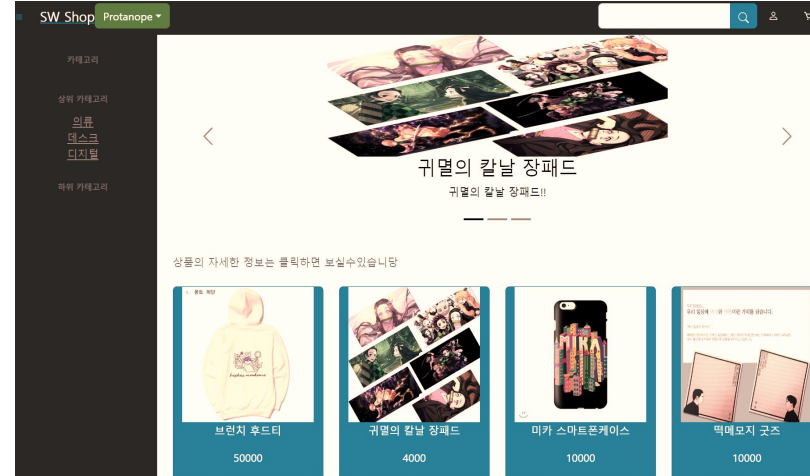 SW Shop
Protanope
카테고리
상위 카테고리
의류
데스크
디지털
하위 카테고리
귀멸의 칼날 장패드
귀멸의 칼날 장패드!!
상품의 자세한 정보는 클릭하면 보실수있습니당
브런치 후드티
50000
귀멸의 칼날 장패드
4000
MIKA
미카 스마트폰케이스
10000
떡메모지 굿즈
10000